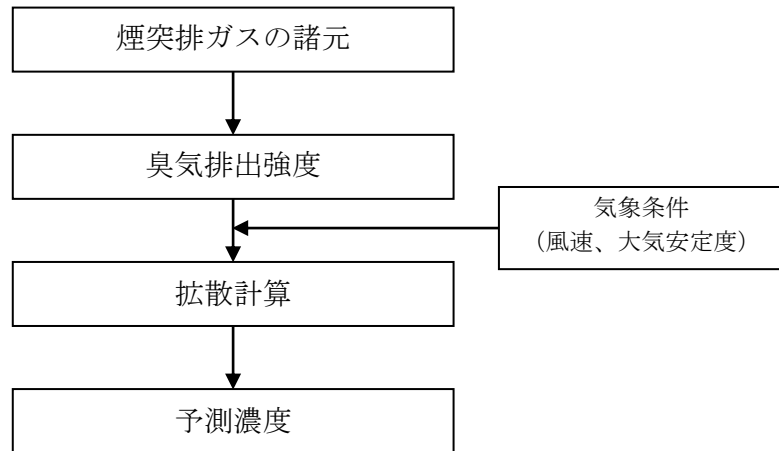 煙突排ガスの諸元
臭気排出強度
気象条件
（風速、大気安定度）
拡散計算
予測濃度